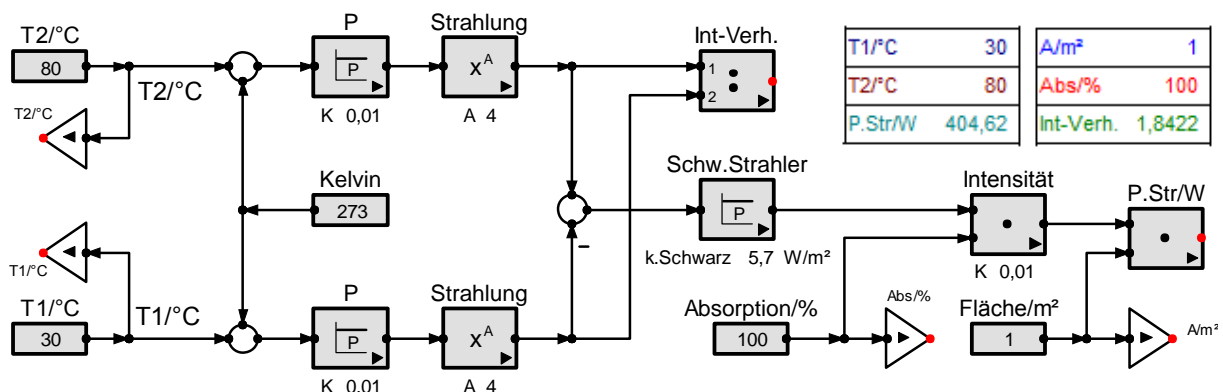 T2/°C
80
T2/°C
T2/°C
P
P
K 0,01
Strahlung
x^A
A 4
Int-Verh.
1
2
T1/°C 30
T2/°C 80
P.Str/W 404,62
A/m² 1
Abs/% 100
Int-Verh. 1,8422
Kelvin
273
Schw.Strahler
P
k.Schwarz 5,7 W/m²
Intensität
K 0,01
P.Str/W
–
T1/°C
T1/°C
30
T1/°C
P
P
K 0,01
Strahlung
x^A
A 4
Absorption/%
100
Abs/%
Fläche/m²
1
A/m²